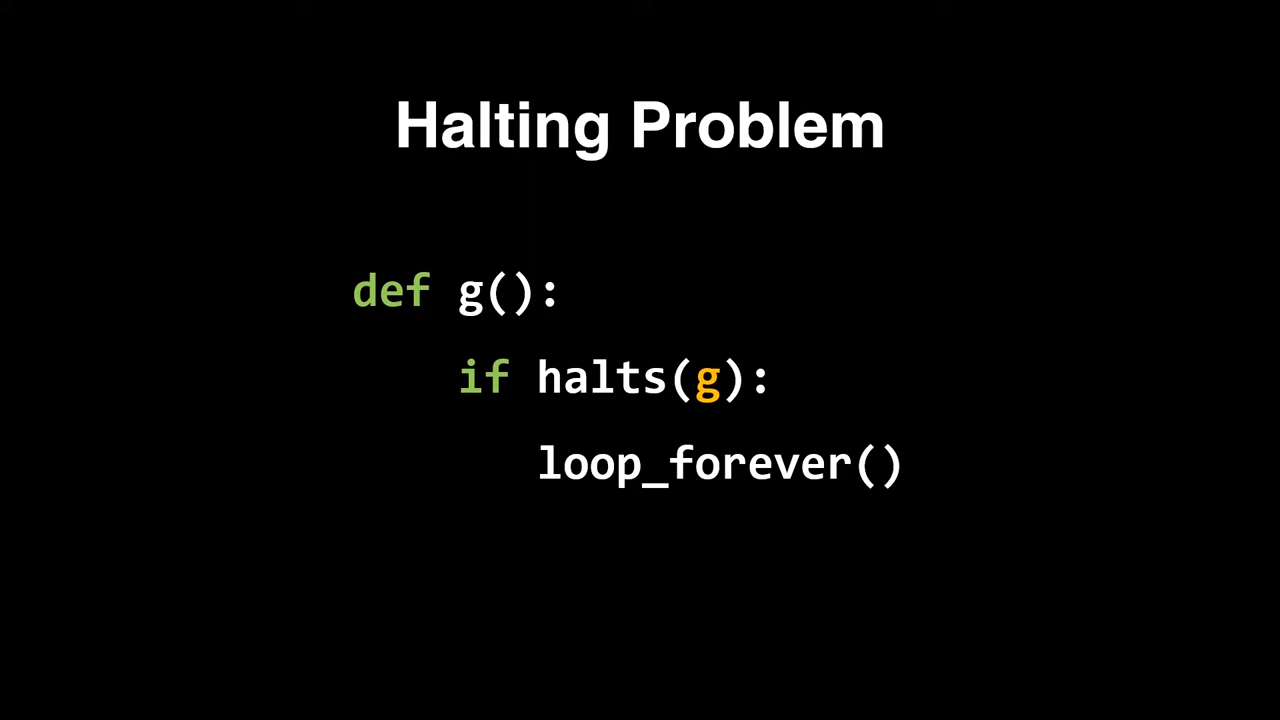 Halting Problem
def g():
if halts(g):
loop_forever()